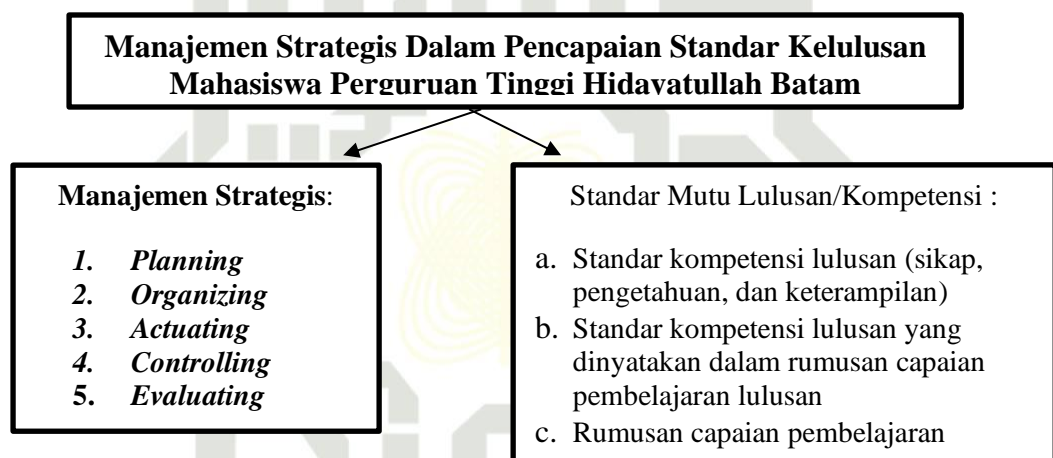 Manajemen Strategis Dalam Pencapaian Standar Kelulusan
Mahasiswa Perguruan Tinggi Hidayatullah Batam
Manajemen Strategis:
1. Planning
2. Organizing
3. Actuating
4. Controlling
5. Evaluating
Standar Mutu Lulusan/Kompetensi :
a. Standar kompetensi lulusan (sikap,
pengetahuan, dan keterampilan)
b. Standar kompetensi lulusan yang
dinyatakan dalam rumusan capaian
pembelajaran lulusan
c. Rumusan capaian pembelajaran